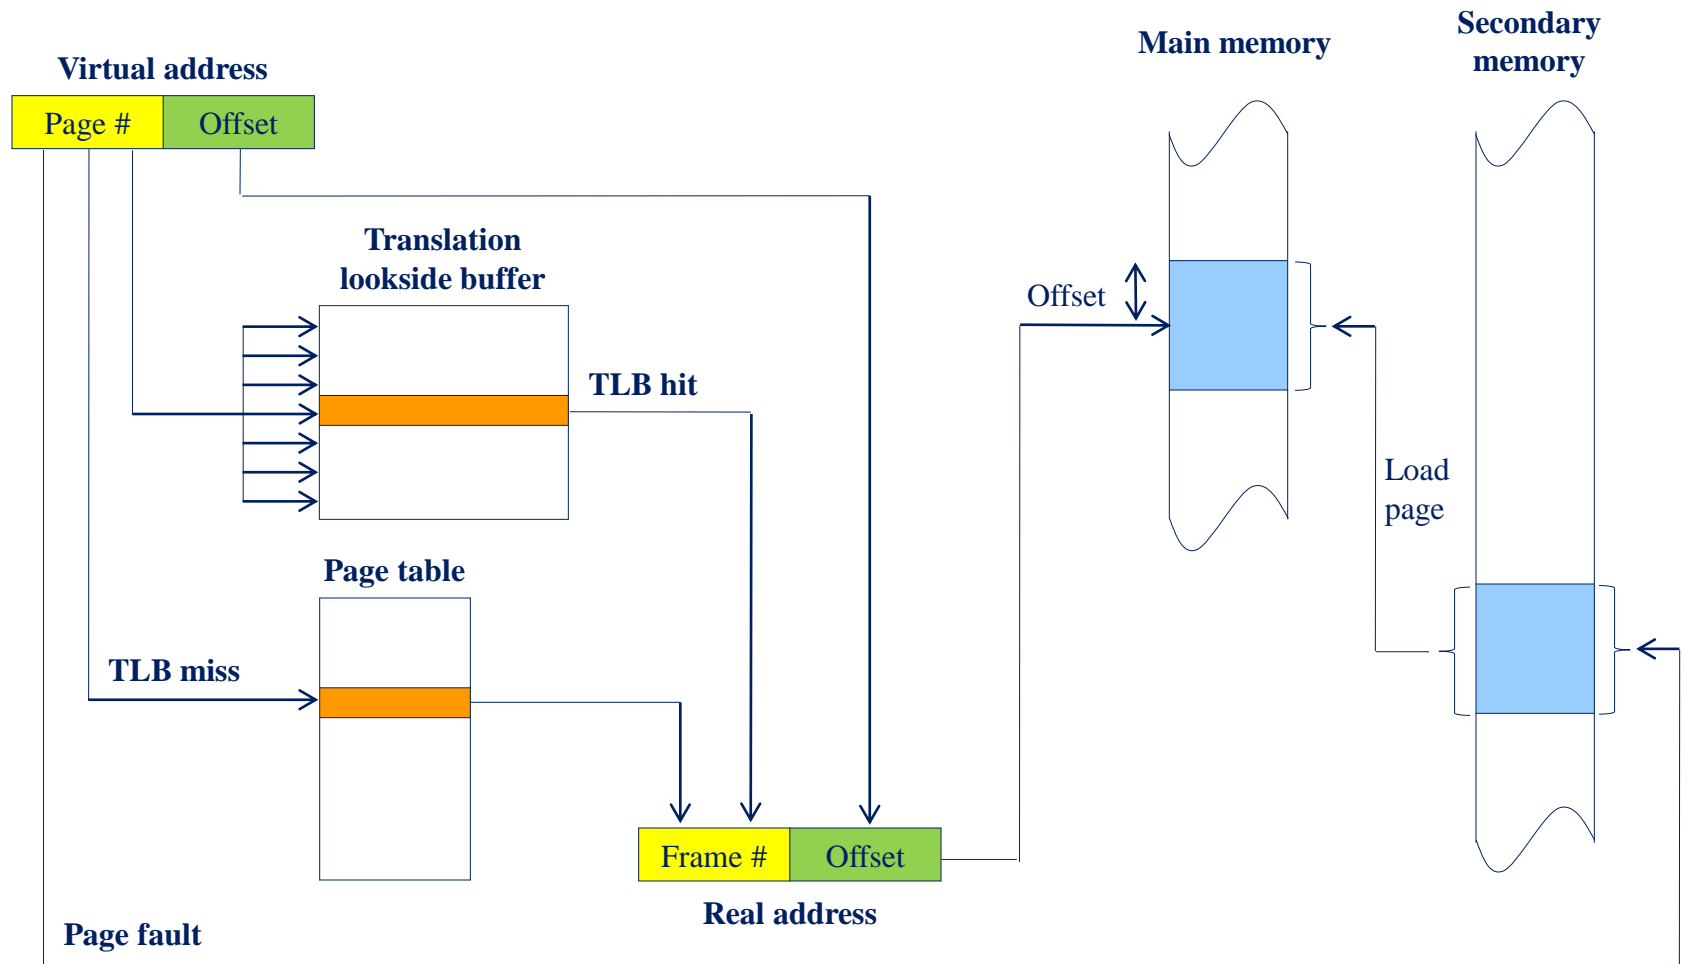 Virtual address
Page #
Offset
Translation
lookside buffer
TLB hit
Page table
TLB miss
Frame #
Offset
Real address
Page fault
Main memory
Offset
Load
page
Secondary
memory